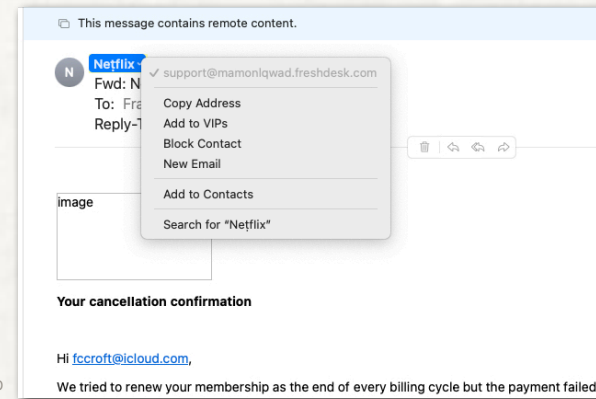 This message contains remote content.
N
Nețflix
support@mamonlqwad.freshdesk.com
Fwd: N
To: Fra
Reply-T
Copy Address
Add to VIPs
Block Contact
New Email
Add to Contacts
Search for “Nețflix”
image
Your cancellation confirmation
Hi fccroft@icloud.com,
We tried to renew your membership as the end of every billing cycle but the payment failed